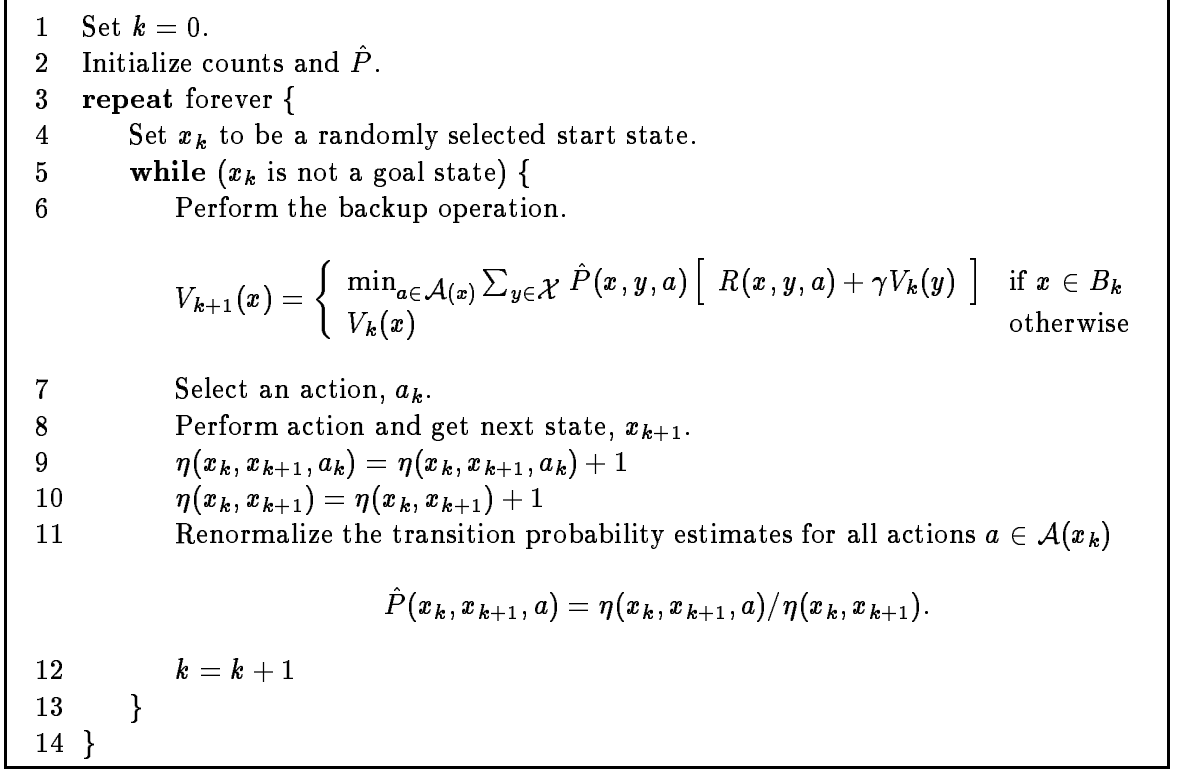 1 Set k = 0.
2 Initialize counts and P̂.
3 repeat forever {
4 Set x_k to be a randomly selected start state.
5 while (x_k is not a goal state) {
6 Perform the backup operation.
V_{k+1}(x) = { min_{a∈𝒜(x)} ∑_{y∈𝒳} P̂(x, y, a) [ R(x, y, a) + γV_k(y) ] if x ∈ B_k
V_k(x) otherwise
7 Select an action, a_k.
8 Perform action and get next state, x_{k+1}.
9 η(x_k, x_{k+1}, a_k) = η(x_k, x_{k+1}, a_k) + 1
10 η(x_k, x_{k+1}) = η(x_k, x_{k+1}) + 1
11 Renormalize the transition probability estimates for all actions a ∈ 𝒜(x_k)
P̂(x_k, x_{k+1}, a) = η(x_k, x_{k+1}, a)/η(x_k, x_{k+1}).
12 k = k + 1
13 }
14 }